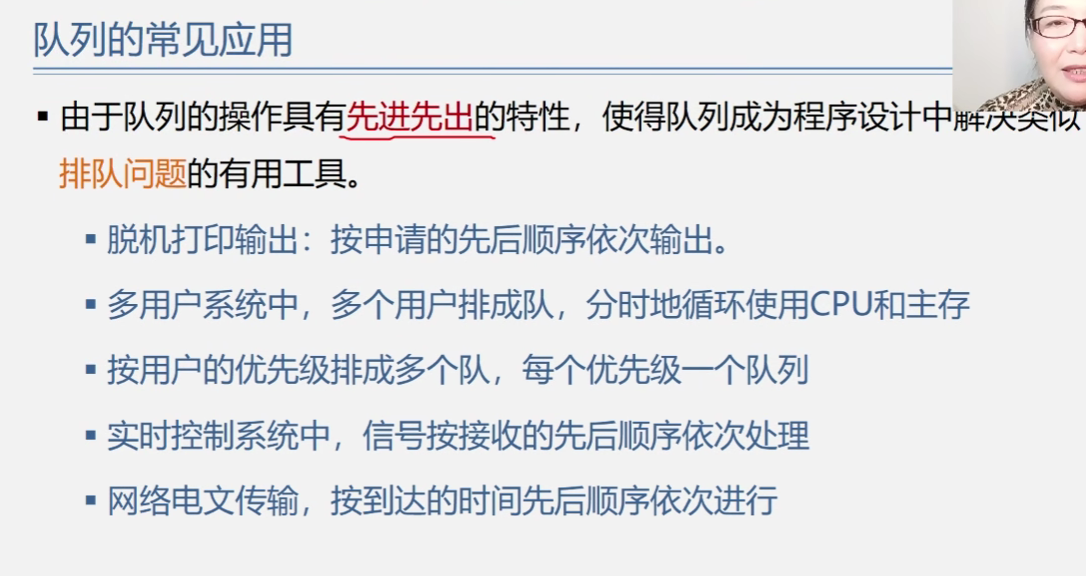 队列的常见应用
▪ 由于队列的操作具有先进先出的特性，使得队列成为程序设计中解决类似
排队问题的有用工具。
▪ 脱机打印输出：按申请的先后顺序依次输出。
▪ 多用户系统中，多个用户排成队，分时地循环使用CPU和主存
▪ 按用户的优先级排成多个队，每个优先级一个队列
▪ 实时控制系统中，信号按接收的先后顺序依次处理
▪ 网络电文传输，按到达的时间先后顺序依次进行